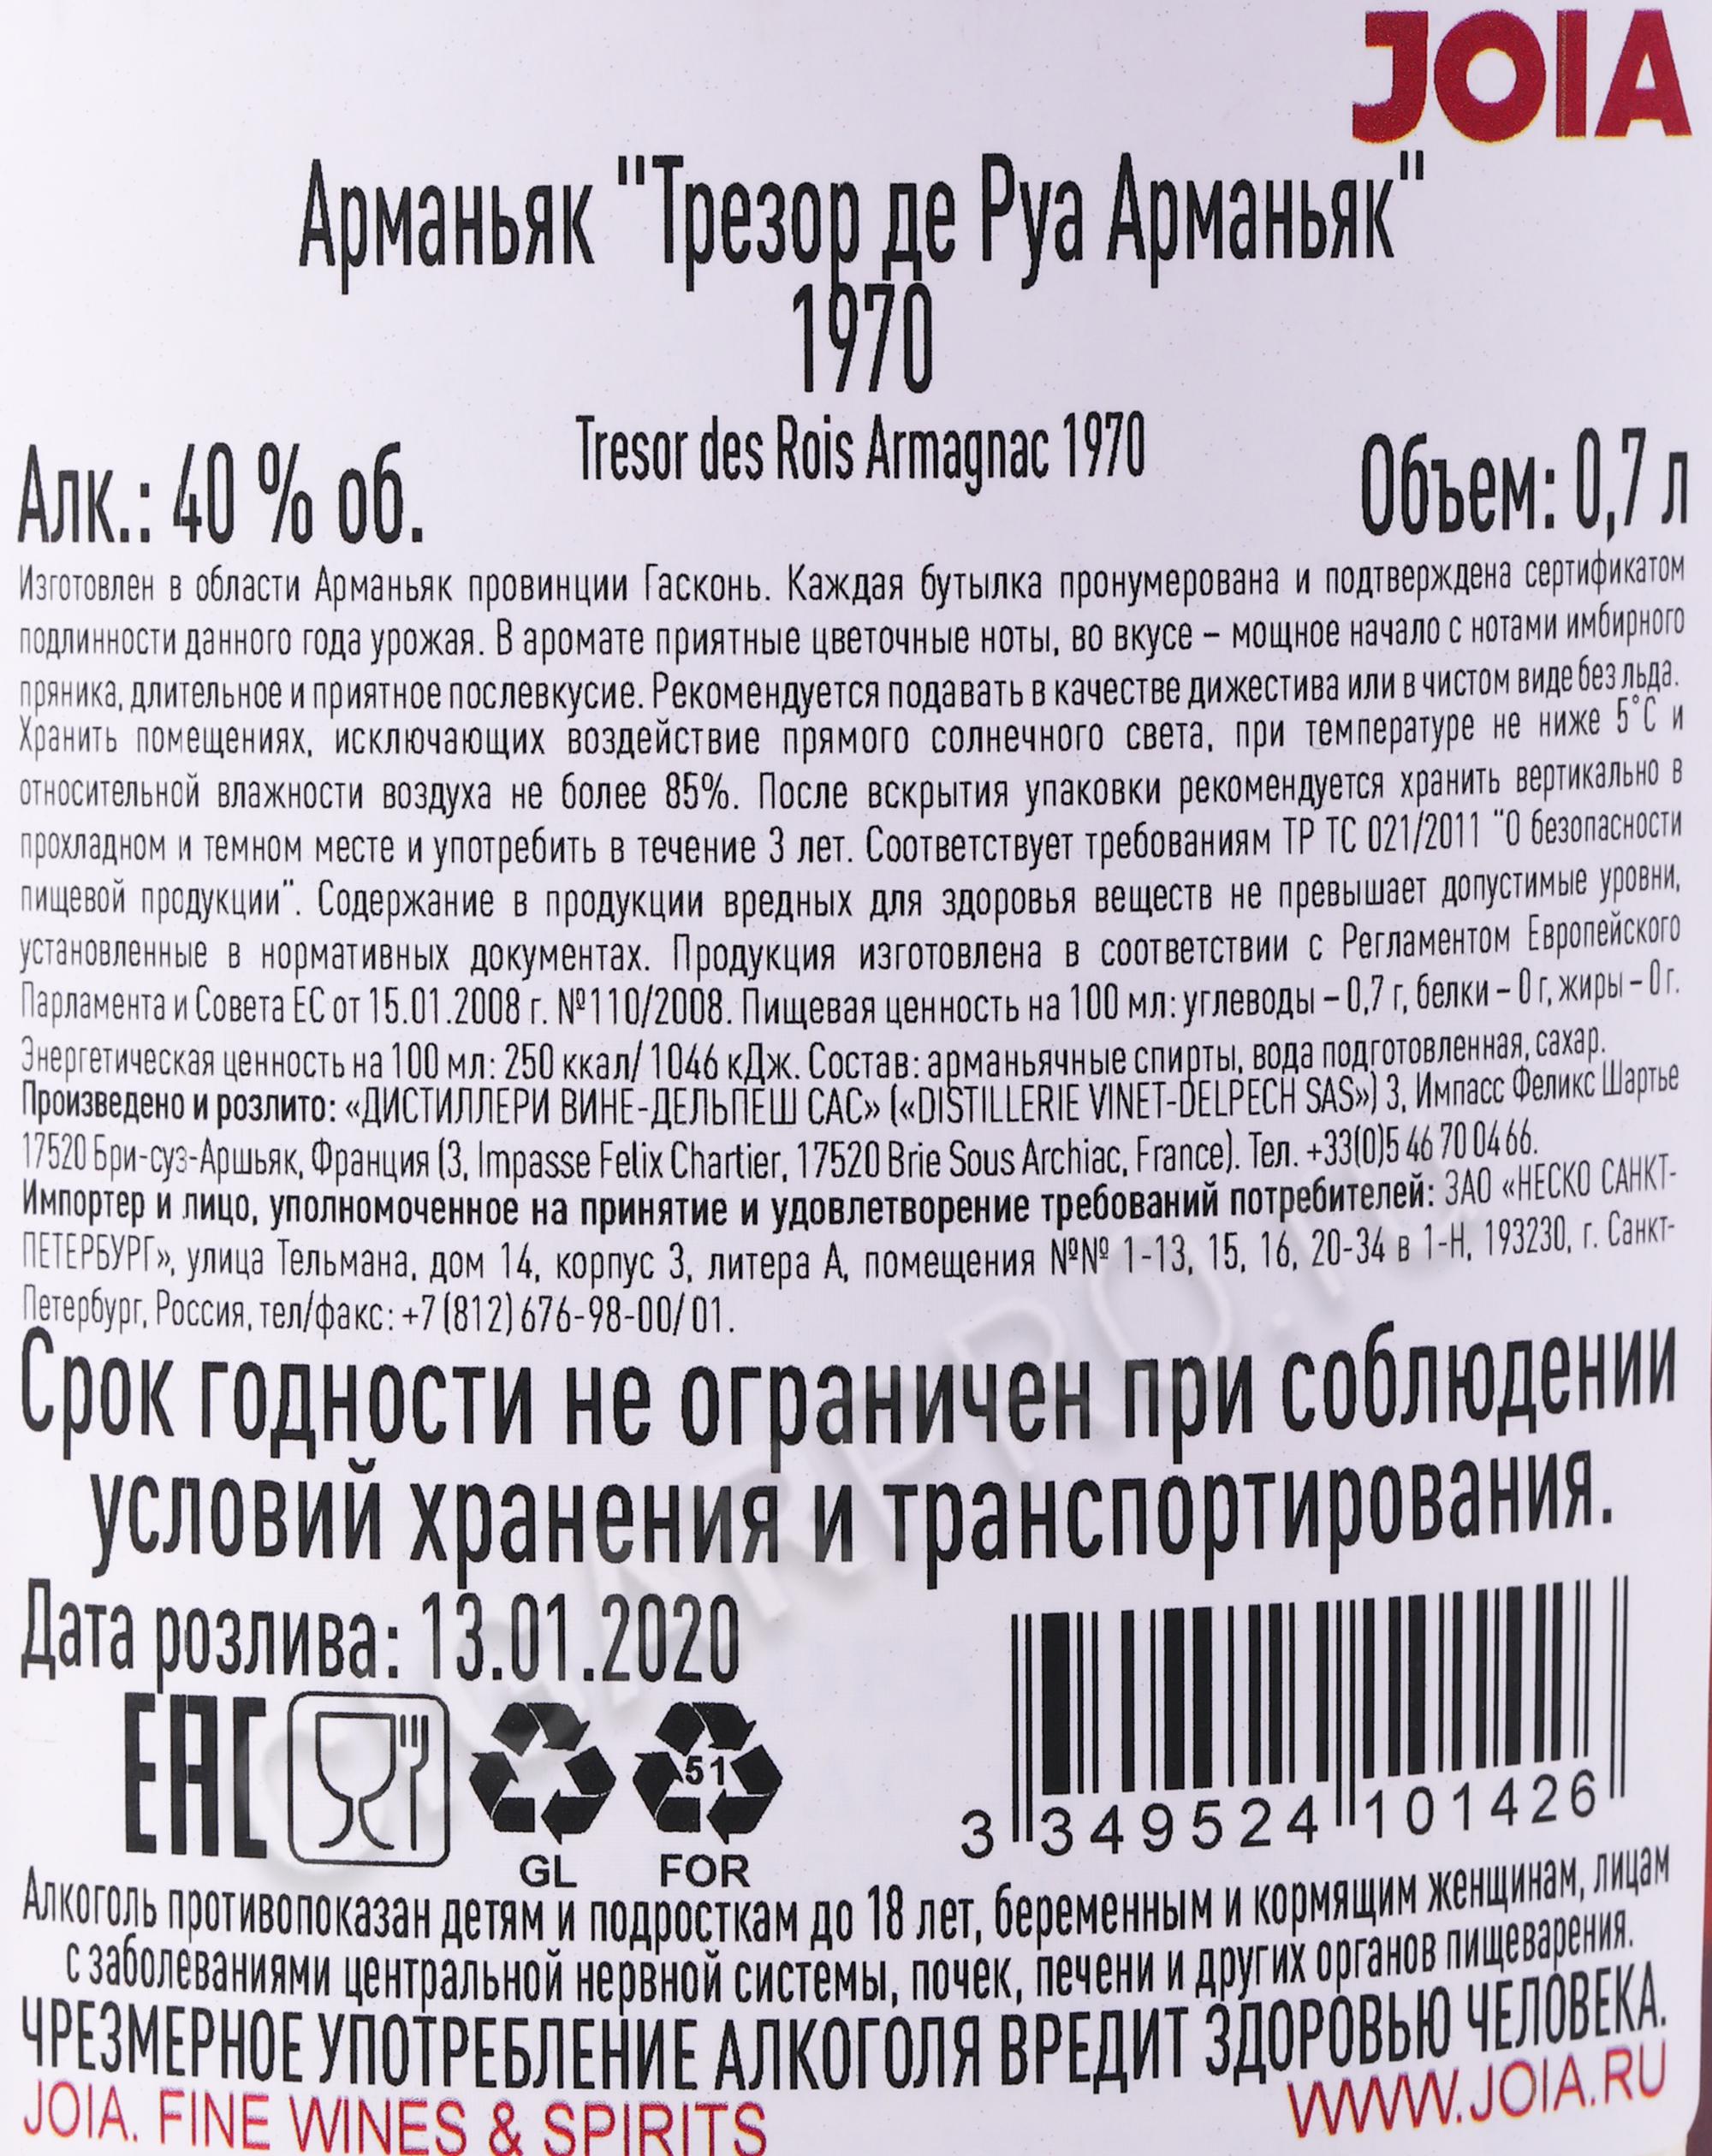 JOIA
Арманьяк "Трезор де Руа Арманьяк"
1970
Tresor des Rois Armagnac 1970
Алк.: 40 % об.
Объем: 0,7 л
Изготовлен в области Арманьяк провинции Гасконь. Каждая бутылка пронумерована и подтверждена сертификатом
подлинности данного года урожая. В аромате приятные цветочные ноты, во вкусе – мощное начало с нотами имбирного
пряника, длительное и приятное послевкусие. Рекомендуется подавать в качестве дижестива или в чистом виде без льда.
Хранить помещениях, исключающих воздействие прямого солнечного света, при температуре не ниже 5˚С и
относительной влажности воздуха не более 85%. После вскрытия упаковки рекомендуется хранить вертикально в
прохладном и темном месте и употребить в течение 3 лет. Соответствует требованиям ТР ТС 021/2011 "О безопасности
пищевой продукции". Содержание в продукции вредных для здоровья веществ не превышает допустимые уровни,
установленные в нормативных документах. Продукция изготовлена в соответствии с Регламентом Европейского
Парламента и Совета ЕС от 15.01.2008 г. №110/2008. Пищевая ценность на 100 мл: углеводы – 0,7 г, белки – 0 г, жиры – 0 г.
Энергетическая ценность на 100 мл: 250 ккал/ 1046 кДж. Состав: арманьячные спирты, вода подготовленная, сахар.
Произведено и розлито: «ДИСТИЛЛЕРИ ВИНЕ-ДЕЛЬПЕШ САС» («DISTILLERIE VINET-DELPECH SAS») 3, Импасс Феликс Шартье
17520 Бри-суз-Аршьяк, Франция (3, Impasse Felix Chartier, 17520 Brie Sous Archiac, France). Тел. +33(0)5 46 70 04 66.
Импортер и лицо, уполномоченное на принятие и удовлетворение требований потребителей: ЗАО «НЕСКО САНКТ-
ПЕТЕРБУРГ», улица Тельмана, дом 14, корпус 3, литера А, помещения №№ 1-13, 15, 16, 20-34 в 1-Н, 193230, г. Санкт-
Петербург, Россия, тел/факс: +7 (812) 676-98-00/ 01.
Срок годности не ограничен при соблюдении
условий хранения и транспортирования.
Дата розлива: 13.01.2020
EAC
51
GL FOR
3 349524 101426
Алкоголь противопоказан детям и подросткам до 18 лет, беременным и кормящим женщинам, лицам
с заболеваниями центральной нервной системы, почек, печени и других органов пищеварения.
ЧРЕЗМЕРНОЕ УПОТРЕБЛЕНИЕ АЛКОГОЛЯ ВРЕДИТ ЗДОРОВЬЮ ЧЕЛОВЕКА.
JOIA. FINE WINES & SPIRITS
WWW.JOIA.RU
CIGARPRO.RU